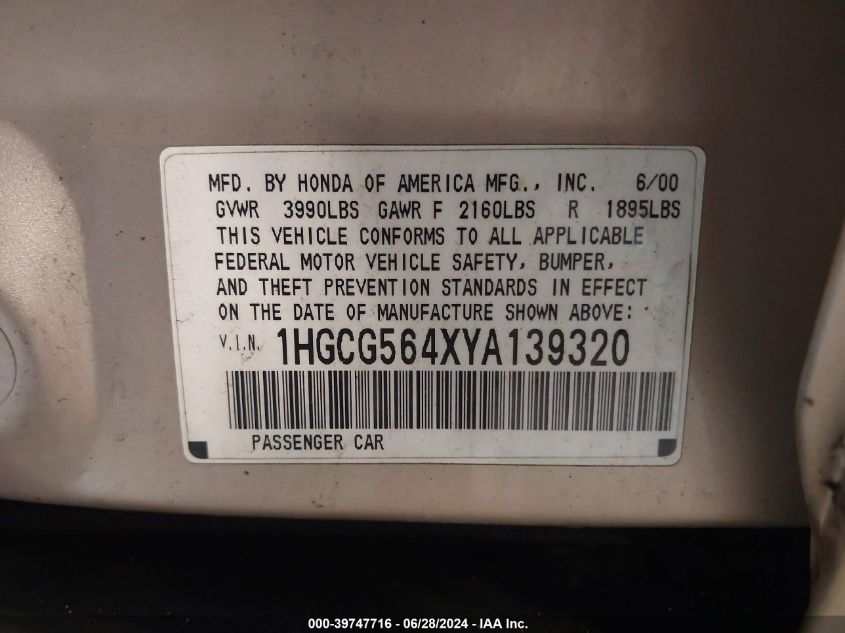 MFD. BY HONDA OF AMERICA MFG., INC. 6/00
GVWR 3990LBS GAWR F 2160LBS R 1895LBS
THIS VEHICLE CONFORMS TO ALL APPLICABLE
FEDERAL MOTOR VEHICLE SAFETY, BUMPER,
AND THEFT PREVENTION STANDARDS IN EFFECT
ON THE DATE OF MANUFACTURE SHOWN ABOVE:
V.I.N. 1HGCG564XYA139320
PASSENGER CAR
000-39747716 - 06/28/2024 - IAA Inc.